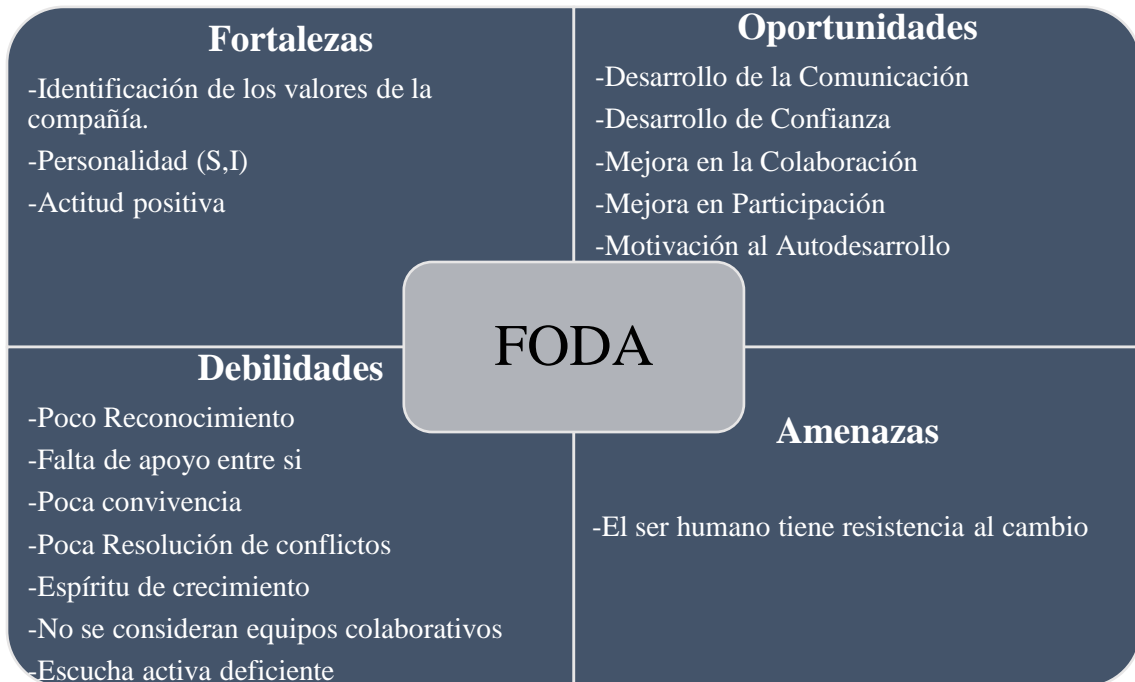 Fortalezas
-Identificación de los valores de la
compañía.
-Personalidad (S,I)
-Actitud positiva
Oportunidades
-Desarrollo de la Comunicación
-Desarrollo de Confianza
-Mejora en la Colaboración
-Mejora en Participación
-Motivación al Autodesarrollo
FODA
Debilidades
-Poco Reconocimiento
-Falta de apoyo entre si
-Poca convivencia
-Poca Resolución de conflictos
-Espíritu de crecimiento
-No se consideran equipos colaborativos
-Escucha activa deficiente
Amenazas
-El ser humano tiene resistencia al cambio